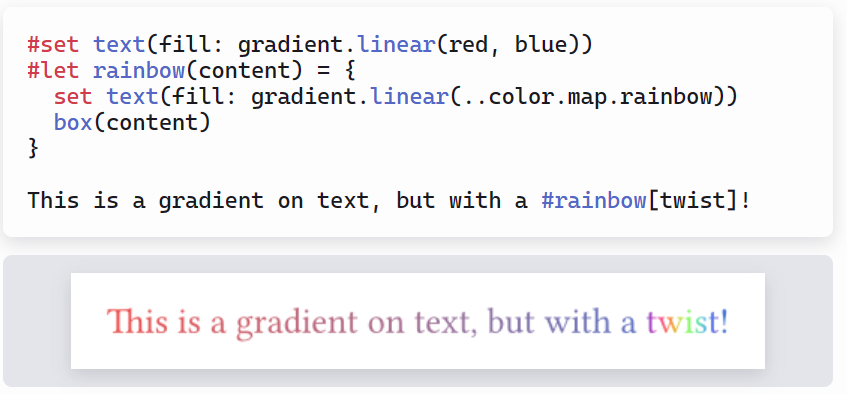 #set text(fill: gradient.linear(red, blue))
#let rainbow(content) = {
  set text(fill: gradient.linear(..color.map.rainbow))
  box(content)
}

This is a gradient on text, but with a #rainbow[twist]!
This is a gradient on text, but with a twist!